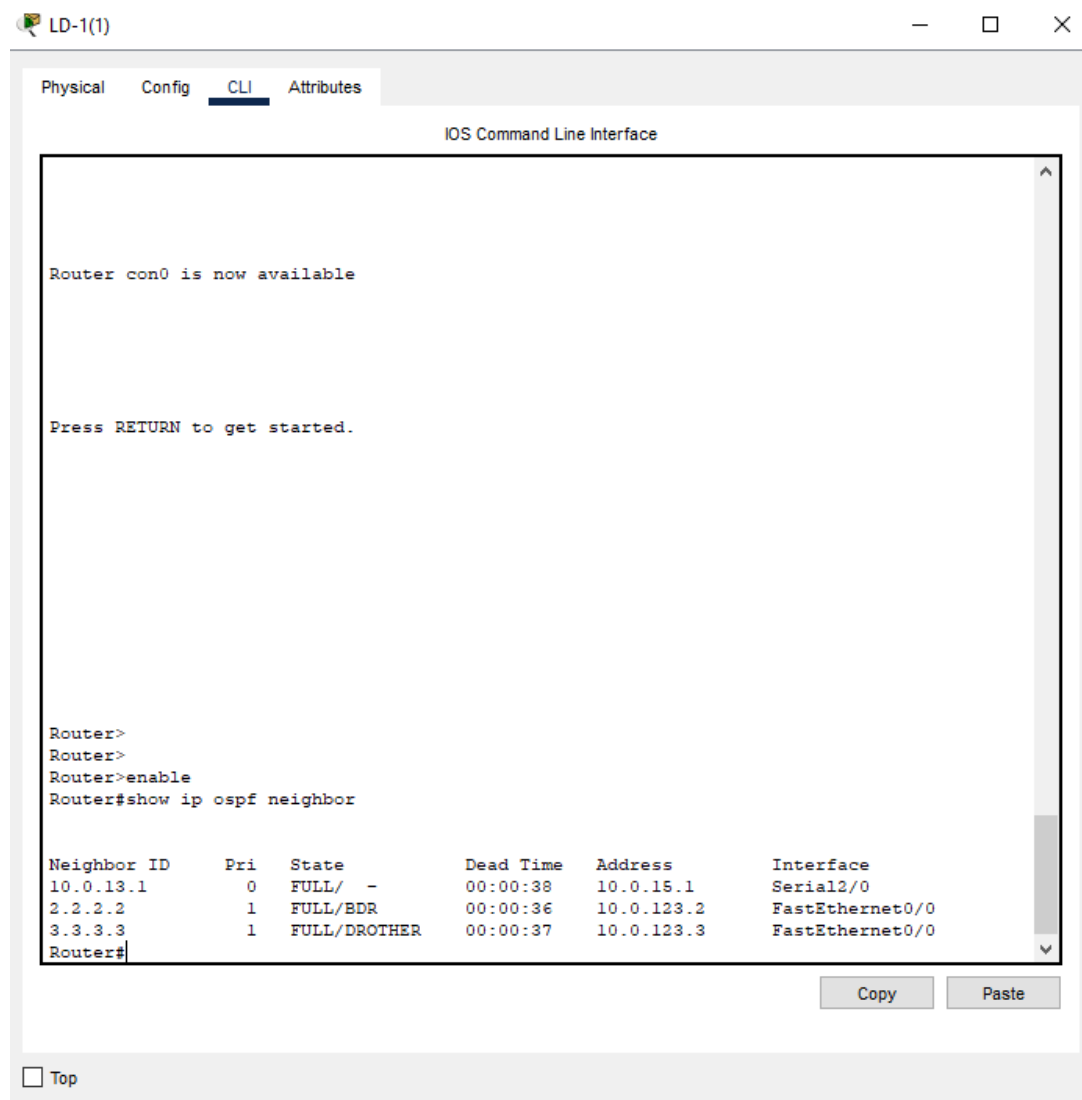 LD-1(1)
Physical Config CLI Attributes
IOS Command Line Interface
Router con0 is now available
Press RETURN to get started.
Router>
Router>
Router>enable
Router#show ip ospf neighbor
Neighbor ID     Pri   State           Dead Time   Address         Interface
10.0.13.1         0   FULL/  -        00:00:38    10.0.15.1       Serial2/0
2.2.2.2           1   FULL/BDR        00:00:36    10.0.123.2      FastEthernet0/0
3.3.3.3           1   FULL/DROTHER    00:00:37    10.0.123.3      FastEthernet0/0
Router#
Copy Paste
Top